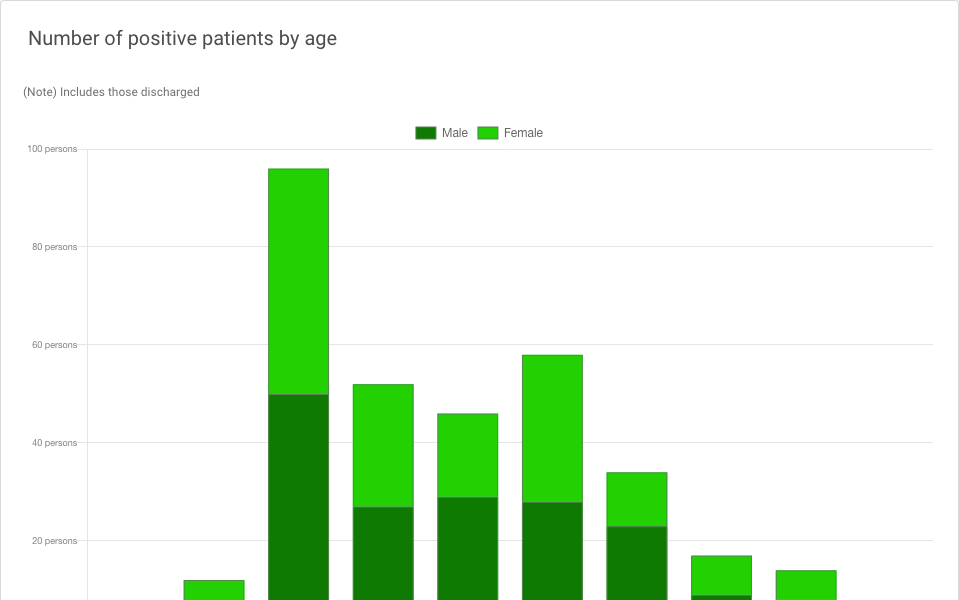 Number of positive patients by age
(Note) Includes those discharged
Male Female
100 persons
80 persons
60 persons
40 persons
20 persons